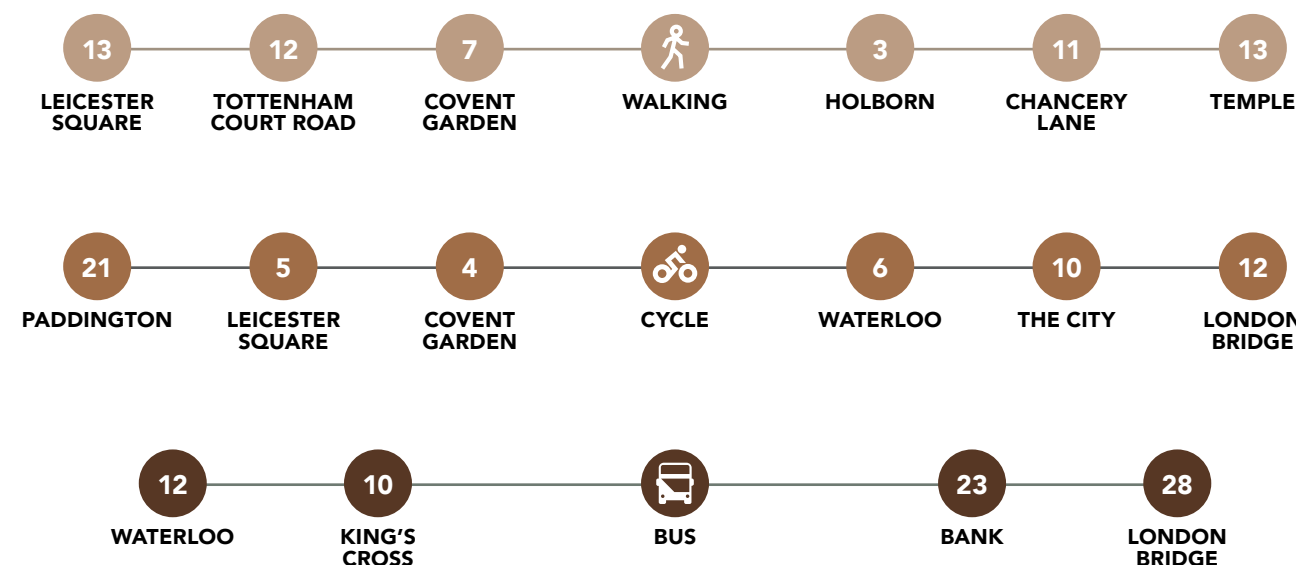 13 12 7 3 11 13
LEICESTER TOTTENHAM COVENT WALKING HOLBORN CHANCERY TEMPLE
SQUARE COURT ROAD GARDEN LANE
21 5 4 6 10 12
PADDINGTON LEICESTER COVENT CYCLE WATERLOO THE CITY LONDON
SQUARE GARDEN BRIDGE
12 10 23 28
WATERLOO KING'S BUS BANK LONDON
CROSS BRIDGE